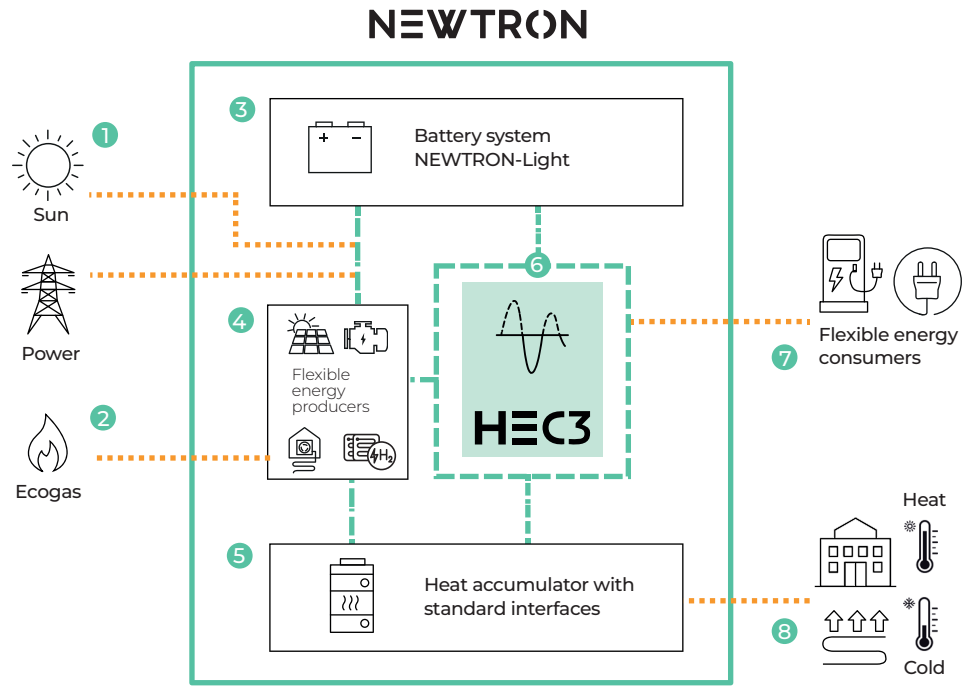 NEWTRON
1
Sun
Power
2
Ecogas
3
+ −
Battery system
NEWTRON-Light
4
Flexible
energy
producers
H₂
6
HEC3
5
Heat accumulator with
standard interfaces
Flexible energy
7
consumers
Heat
8
Cold